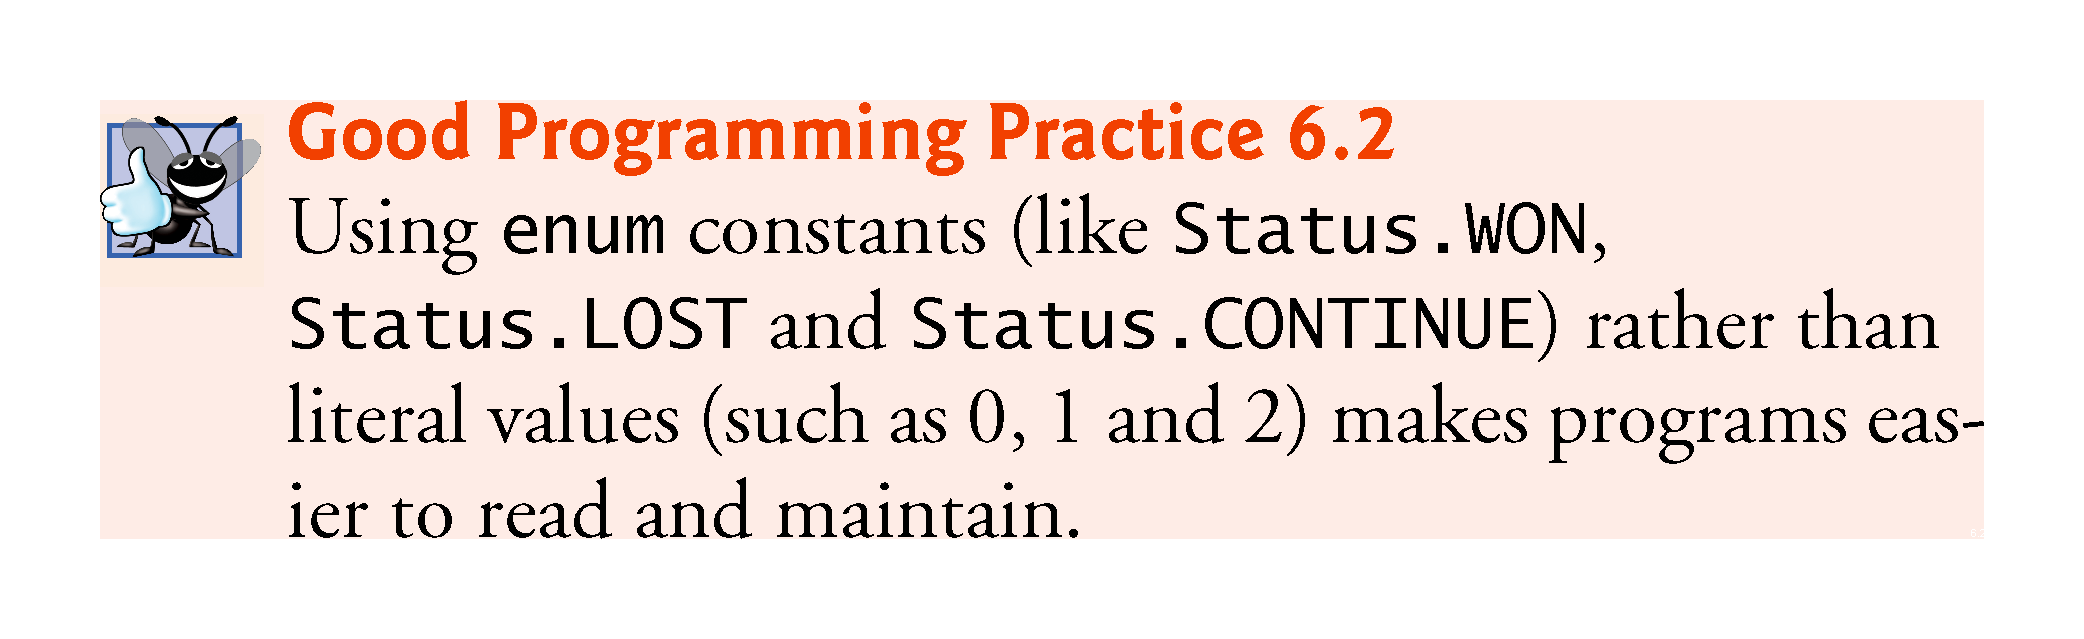 Good Programming Practice 6.2
Using enum constants (like Status.WON,
Status.LOST and Status.CONTINUE) rather than
literal values (such as 0, 1 and 2) makes programs eas-
ier to read and maintain.